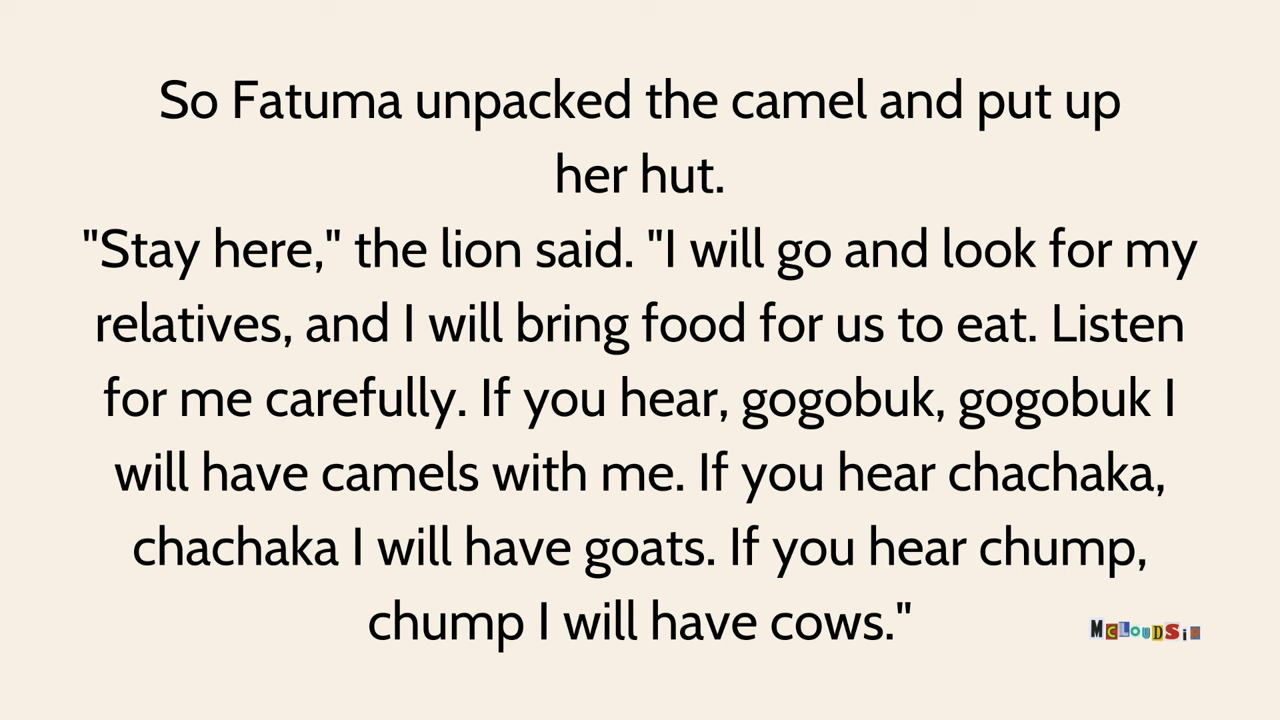 So Fatuma unpacked the camel and put up
her hut.
"Stay here," the lion said. "I will go and look for my
relatives, and I will bring food for us to eat. Listen
for me carefully. If you hear, gogobuk, gogobuk I
will have camels with me. If you hear chachaka,
chachaka I will have goats. If you hear chump,
chump I will have cows."